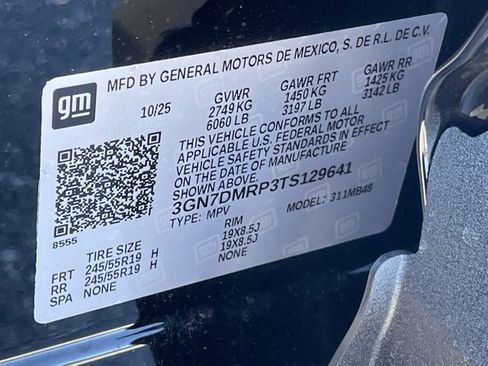 gm
MFD BY GENERAL MOTORS DE MEXICO, S. DE R.L. DE C.V.
10/25 GVWR GAWR FRT GAWR RR
2749 KG 1450 KG 1425 KG
6060 LB 3197 LB 3142 LB
THIS VEHICLE CONFORMS TO ALL
APPLICABLE U.S. FEDERAL MOTOR
VEHICLE SAFETY STANDARDS IN EFFECT
ON THE DATE OF MANUFACTURE
SHOWN ABOVE.
3GN7DMRP3TS129641
TYPE: MPV MODEL: 311MB48
8555
TIRE SIZE RIM
FRT 245/55R19 H 19X8.5J
RR 245/55R19 H 19X8.5J
SPA NONE NONE